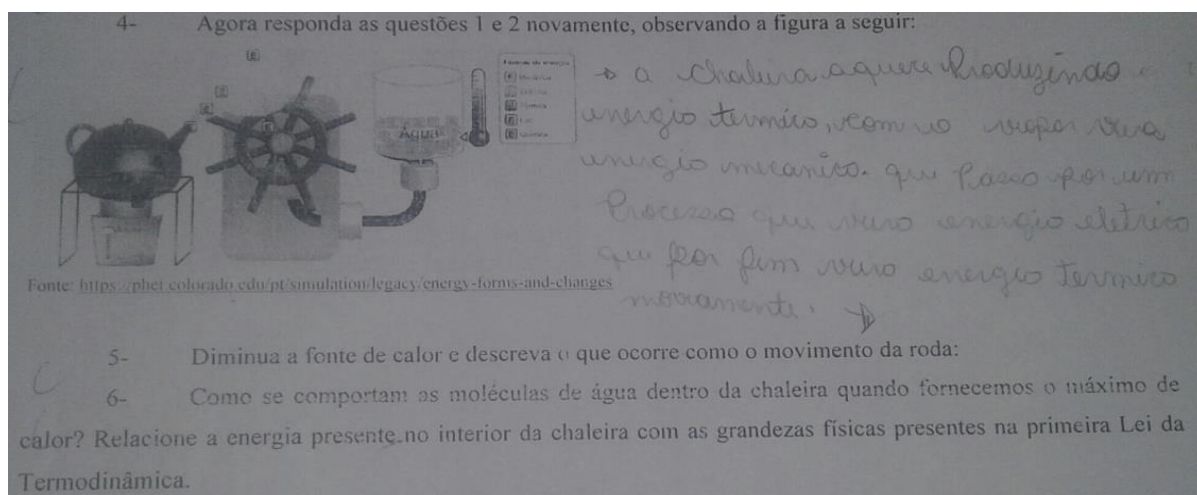 4- Agora responda as questões 1 e 2 novamente, observando a figura a seguir:
Água
→ a chaleira aquece Produzindo
energia termica, com o vapor vira
energia mecanica. que Passa por um
Processo que vira energia eletrica
que por fim vira energia Termica
novamente.
Fonte: https://phet.colorado.edu/pt/simulation/legacy/energy-forms-and-changes
5- Diminua a fonte de calor e descreva o que ocorre como o movimento da roda:
6- Como se comportam as moléculas de água dentro da chaleira quando fornecemos o máximo de
calor? Relacione a energia presente no interior da chaleira com as grandezas físicas presentes na primeira Lei da
Termodinâmica.